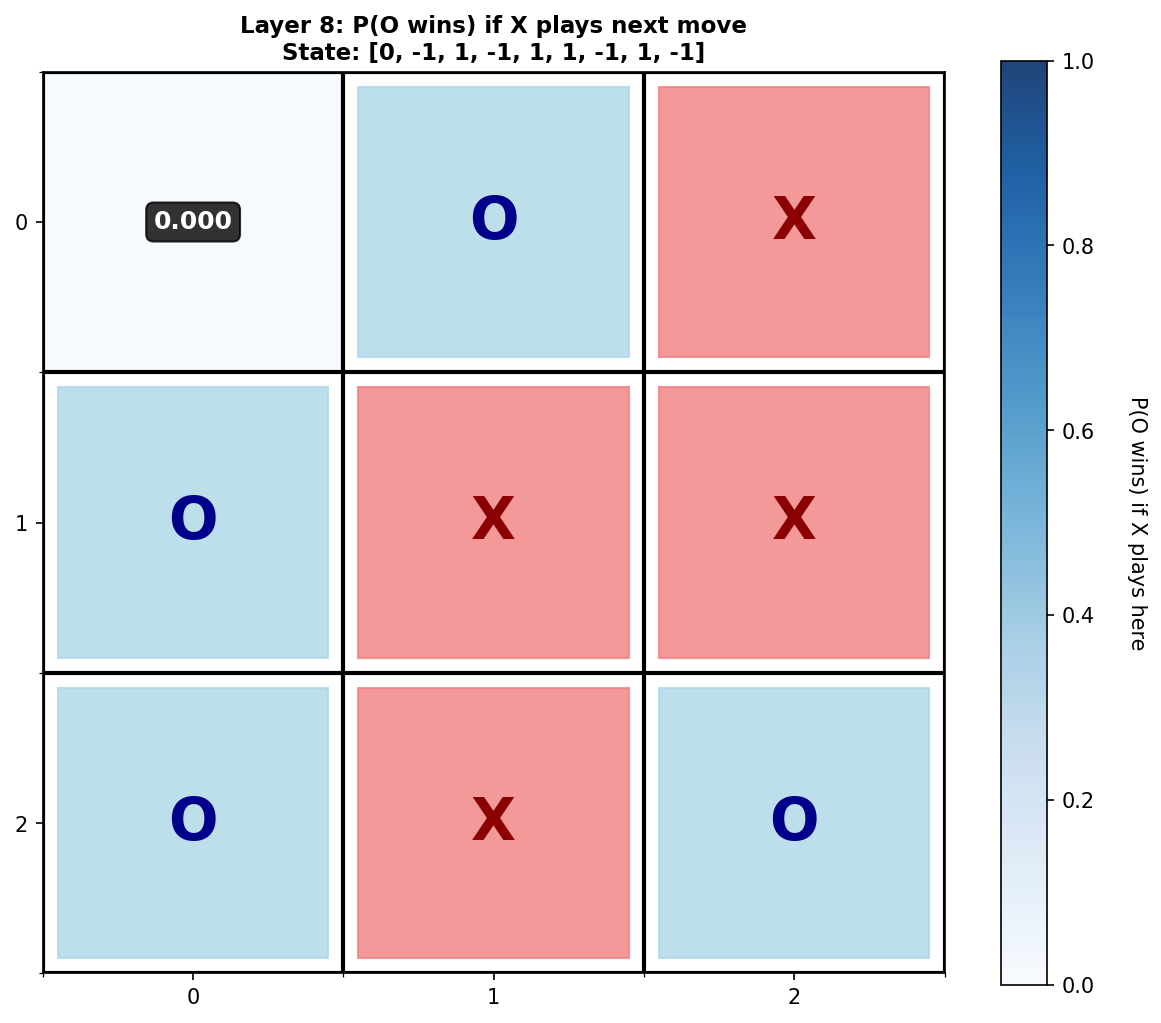 Layer 8: P(O wins) if X plays next move
State: [0, -1, 1, -1, 1, 1, -1, 1, -1]
0.000
O
X
O
X
X
O
X
O
0
1
2
0
1
2
1.0
0.8
0.6
0.4
0.2
0.0
P(O wins) if X plays here